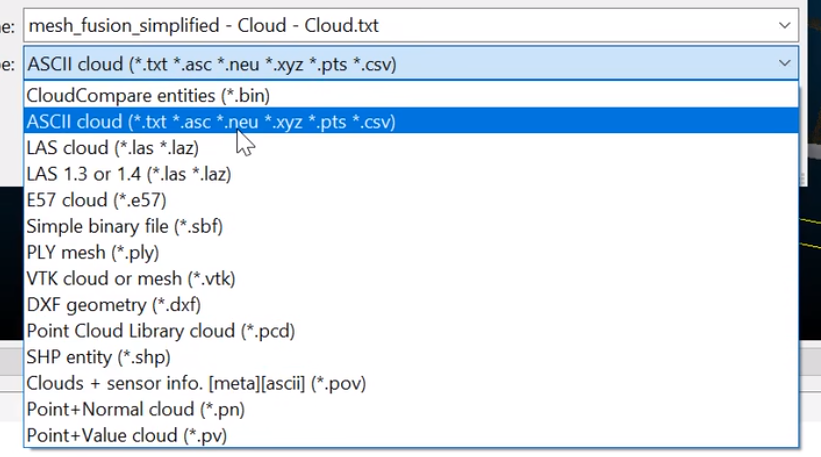 ne: mesh_fusion_simplified - Cloud - Cloud.txt
pe: ASCII cloud (*.txt *.asc *.neu *.xyz *.pts *.csv)
CloudCompare entities (*.bin)
ASCII cloud (*.txt *.asc *.neu *.xyz *.pts *.csv)
LAS cloud (*.las *.laz)
LAS 1.3 or 1.4 (*.las *.laz)
E57 cloud (*.e57)
Simple binary file (*.sbf)
PLY mesh (*.ply)
VTK cloud or mesh (*.vtk)
DXF geometry (*.dxf)
Point Cloud Library cloud (*.pcd)
SHP entity (*.shp)
Clouds + sensor info. [meta][ascii] (*.pov)
Point+Normal cloud (*.pn)
Point+Value cloud (*.pv)